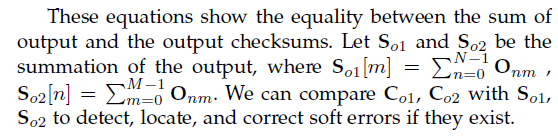 These equations show the equality between the sum of
output and the output checksums. Let S_{o1} and S_{o2} be the
summation of the output, where S_{o1}[m] = ∑_{n=0}^{N−1} O_{nm} ,
S_{o2}[n] = ∑_{m=0}^{M−1} O_{nm}. We can compare C_{o1}, C_{o2} with S_{o1},
S_{o2} to detect, locate, and correct soft errors if they exist.